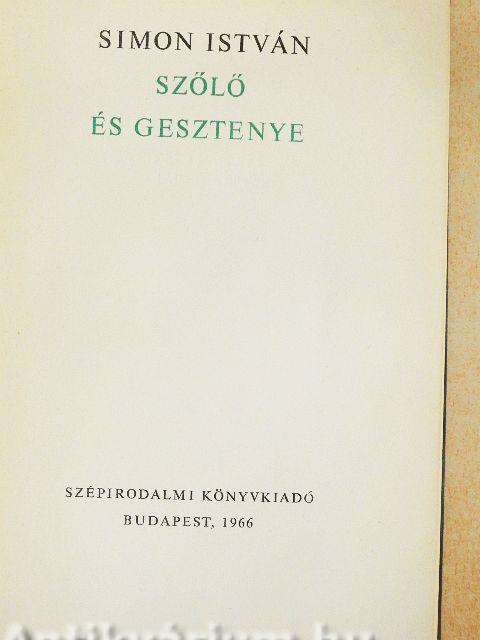 SIMON ISTVÁN
SZŐLŐ
ÉS GESZTENYE
SZÉPIRODALMI KÖNYVKIADÓ
BUDAPEST, 1966